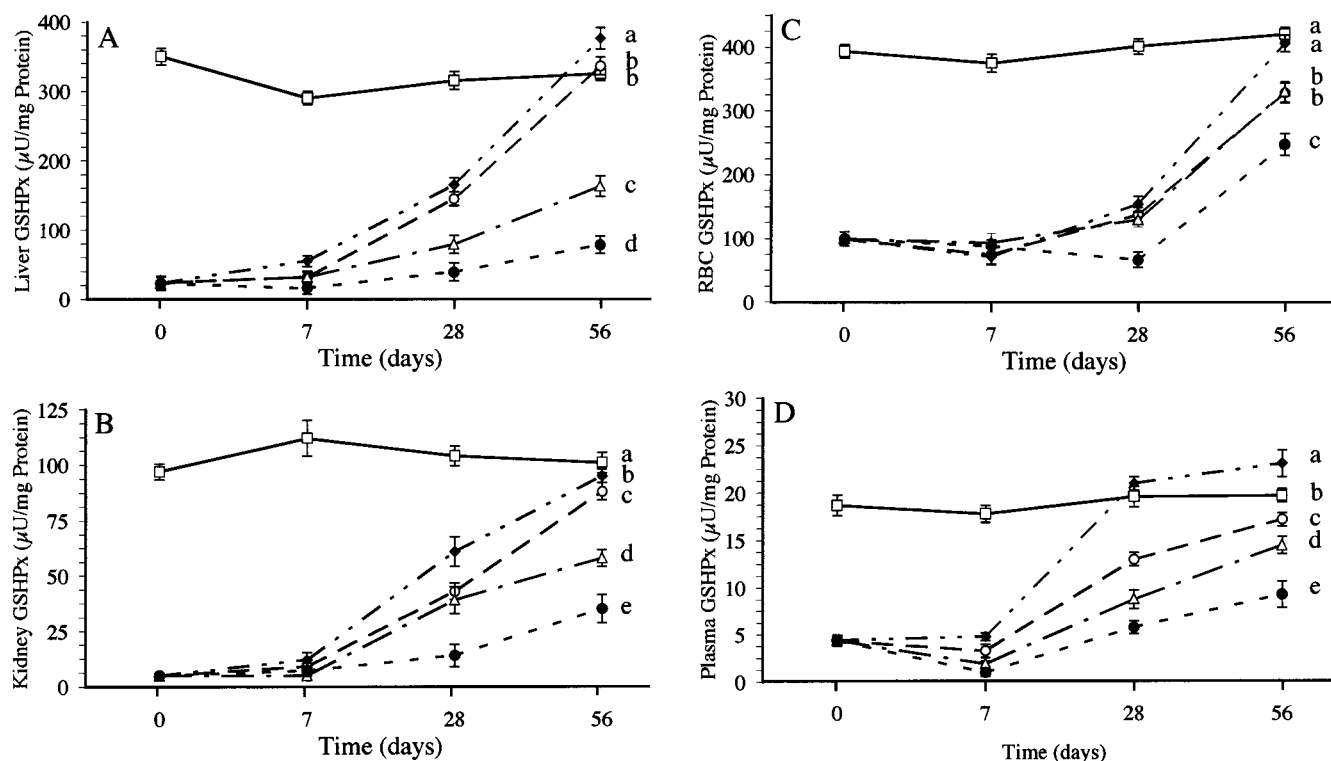 A
Liver GSHPx (µU/mg Protein)
400
300
200
100
0
0 7 28 56
Time (days)
a
b
b
c
d
C
RBC GSHPx (µU/mg Protein)
400
300
200
100
0
0 7 28 56
Time (days)
a
a
b
b
c
B
Kidney GSHPx (µU/mg Protein)
125
100
75
50
25
0
0 7 28 56
Time (days)
a
b
c
d
e
D
Plasma GSHPx (µU/mg Protein)
30
25
20
15
10
5
0
0 7 28 56
Time (days)
a
b
c
d
e